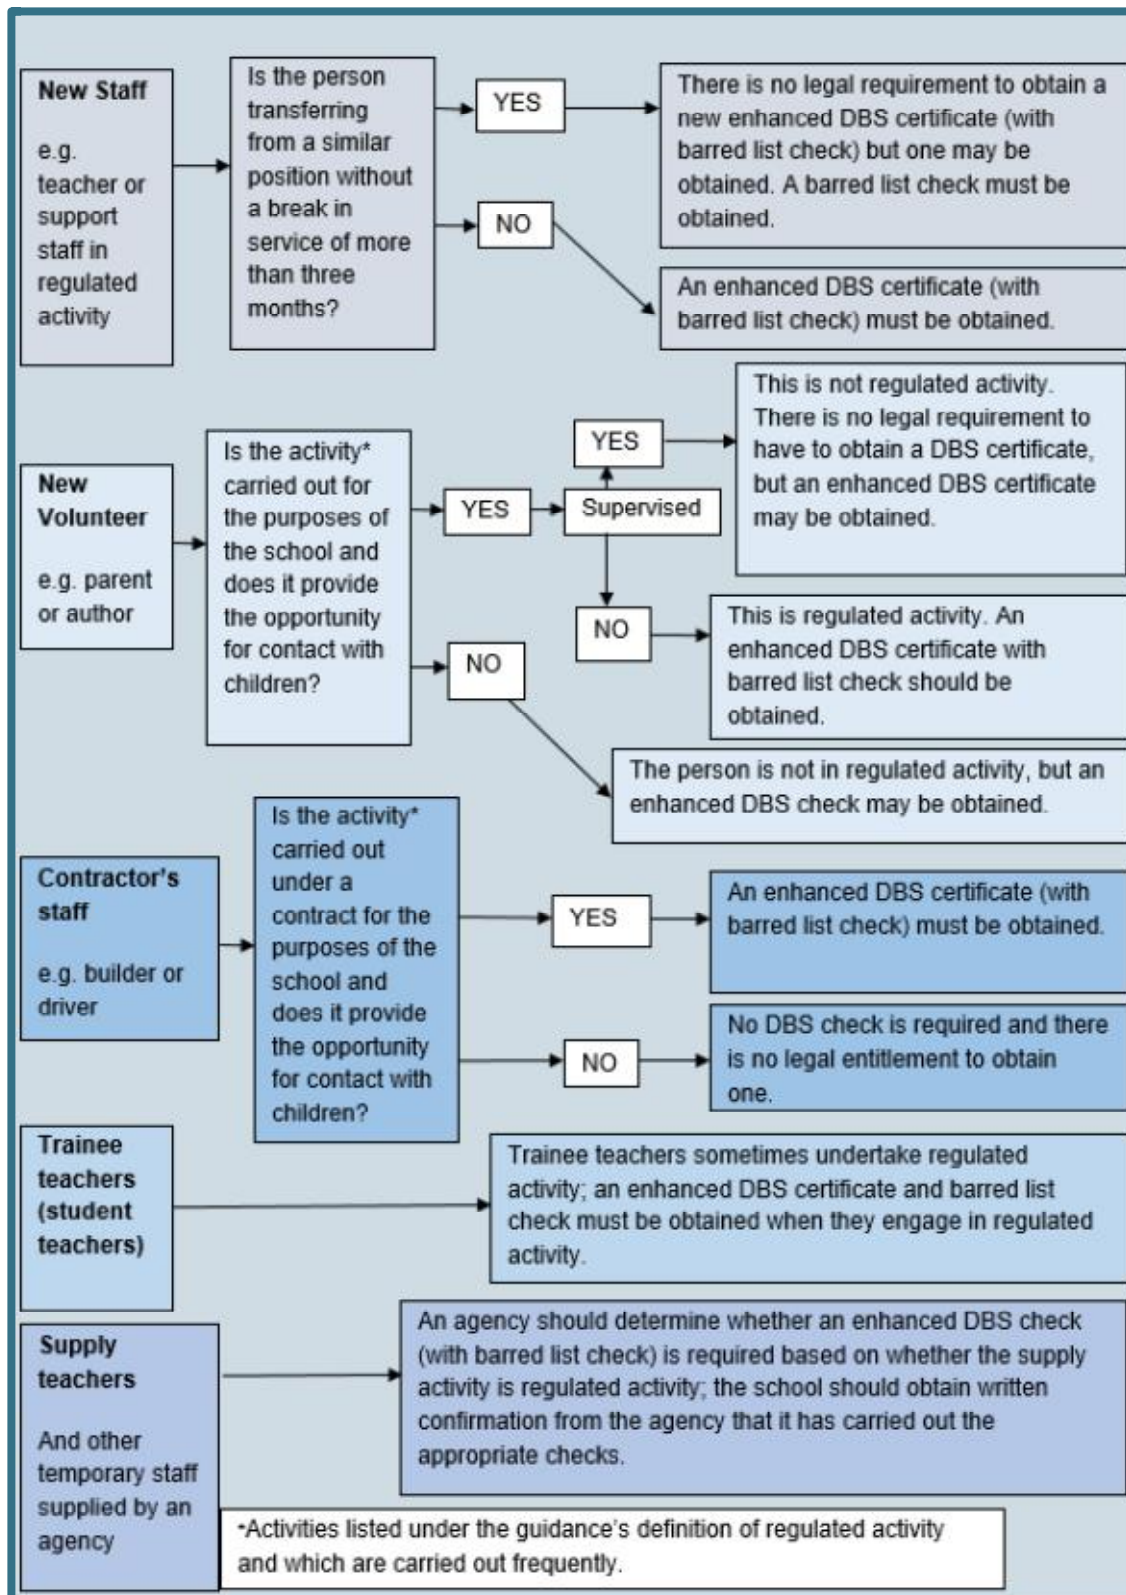 New Staff
e.g.
teacher or
support
staff in
regulated
activity
Is the person
transferring
from a similar
position without
a break in
service of more
than three
months?
YES
There is no legal requirement to obtain a
new enhanced DBS certificate (with
barred list check) but one may be
obtained. A barred list check must be
obtained.
NO
An enhanced DBS certificate (with
barred list check) must be obtained.
New
Volunteer
e.g. parent
or author
Is the activity*
carried out for
the purposes of
the school and
does it provide
the opportunity
for contact with
children?
YES
Supervised
YES
This is not regulated activity.
There is no legal requirement to
have to obtain a DBS certificate,
but an enhanced DBS certificate
may be obtained.
NO
This is regulated activity. An
enhanced DBS certificate with
barred list check should be
obtained.
NO
The person is not in regulated activity, but an
enhanced DBS check may be obtained.
Contractor's
staff
e.g. builder or
driver
Is the activity*
carried out
under a
contract for the
purposes of the
school and
does it provide
the opportunity
for contact with
children?
YES
An enhanced DBS certificate (with
barred list check) must be obtained.
NO
No DBS check is required and there
is no legal entitlement to obtain
one.
Trainee
teachers
(student
teachers)
Trainee teachers sometimes undertake regulated
activity; an enhanced DBS certificate and barred list
check must be obtained when they engage in regulated
activity.
Supply
teachers
And other
temporary staff
supplied by an
agency
An agency should determine whether an enhanced DBS check
(with barred list check) is required based on whether the supply
activity is regulated activity; the school should obtain written
confirmation from the agency that it has carried out the
appropriate checks.
*Activities listed under the guidance's definition of regulated activity
and which are carried out frequently.